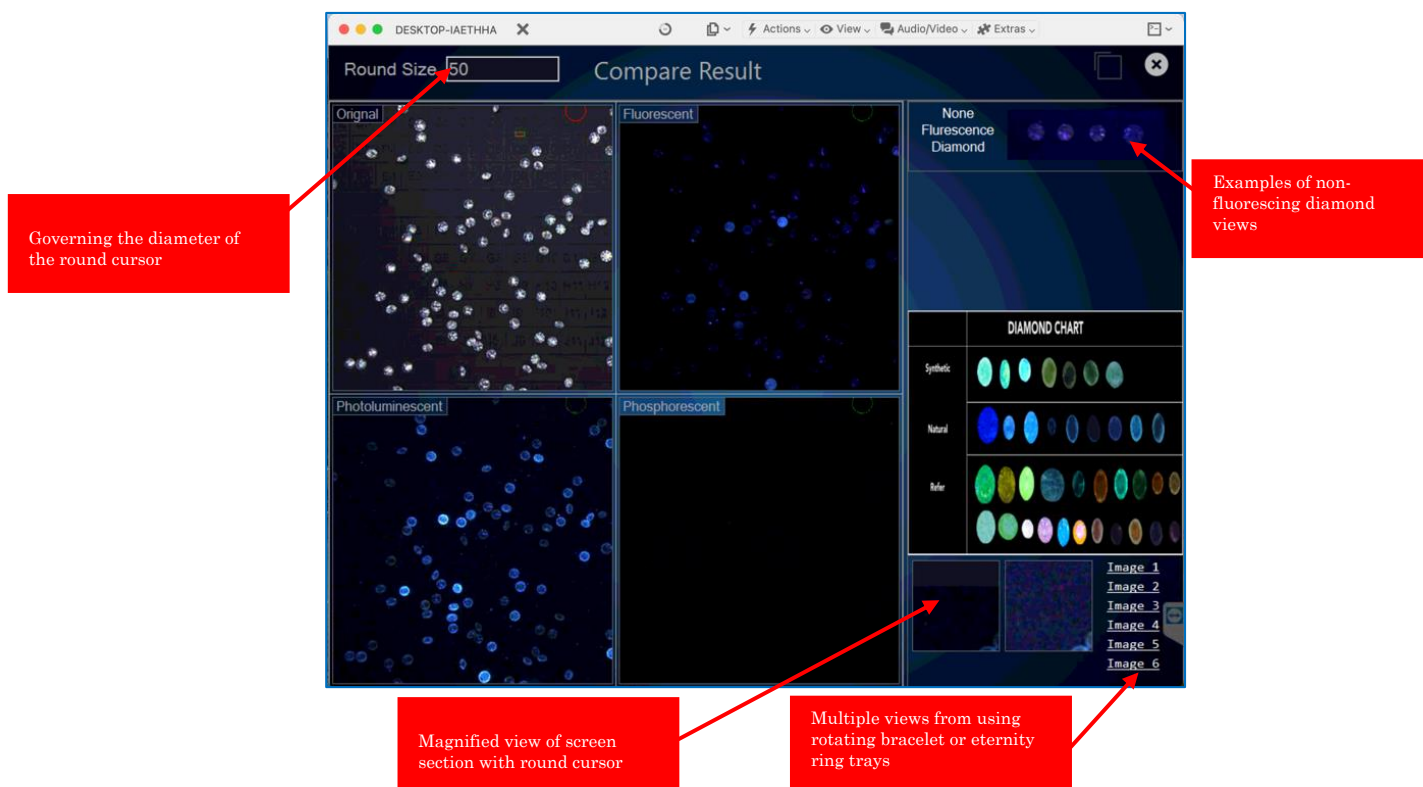 DESKTOP-IAETHHA
Actions
View
Audio/Video
Extras
Round Size 50
Compare Result
Orignal
Fluorescent
None
Flurescence
Diamond
Examples of non-
fluorescing diamond
views
Governing the diameter of
the round cursor
DIAMOND CHART
Synthetic
Natural
Refer
Photoluminescent
Phosphorescent
Image 1
Image 2
Image 3
Image 4
Image 5
Image 6
Magnified view of screen
section with round cursor
Multiple views from using
rotating bracelet or eternity
ring trays